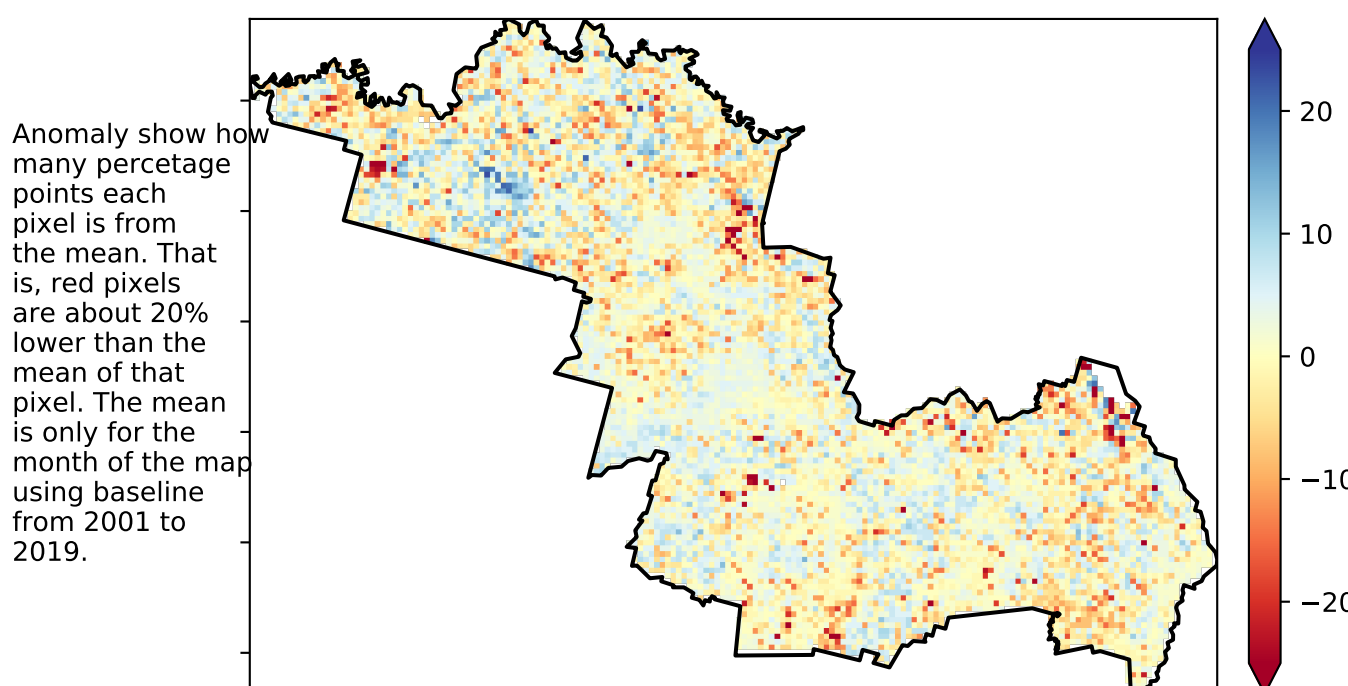 Anomaly show how
many percetage
points each
pixel is from
the mean. That
is, red pixels
are about 20%
lower than the
mean of that
pixel. The mean
is only for the
month of the map
using baseline
from 2001 to
2019.
20
10
0
−10
−20